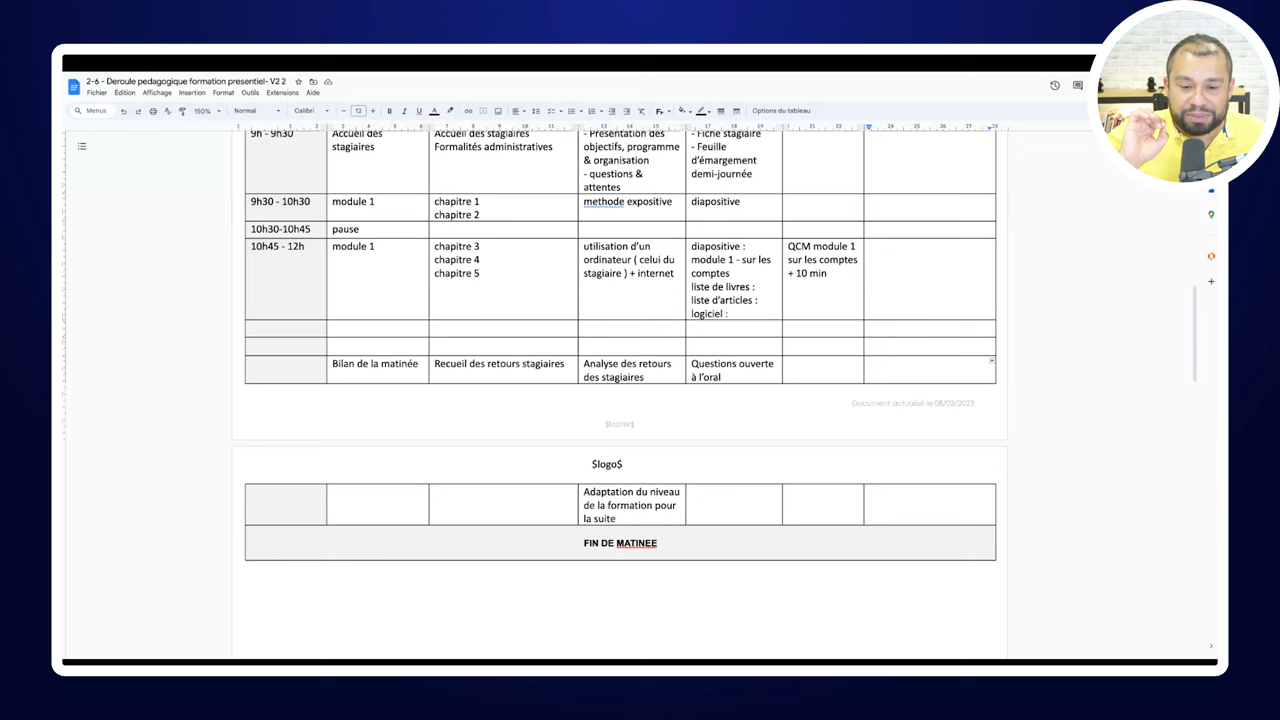 2-6 - Deroule pedagogique formation presentiel- V2 2
Fichier Édition Affichage Insertion Format Outils Extensions Aide
Menus 150% Normal Calibri 12 Options du tableau
9h - 9h30
Accueil des
stagiaires
Accueil des stagiaires
Formalités administratives
- Présentation des
objectifs, programme
& organisation
- questions &
attentes
- Fiche stagiaire
- Feuille
d'émargement
demi-journée
9h30 - 10h30
module 1
chapitre 1
chapitre 2
methode expositive
diapositive
10h30-10h45
pause
10h45 - 12h
module 1
chapitre 3
chapitre 4
chapitre 5
utilisation d'un
ordinateur ( celui du
stagiaire ) + internet
diapositive :
module 1 - sur les
comptes
liste de livres :
liste d'articles :
logiciel :
QCM module 1
sur les comptes
+ 10 min
Bilan de la matinée
Recueil des retours stagiaires
Analyse des retours
des stagiaires
Questions ouverte
à l'oral
Document actualisé le 08/03/2023
$footer$
$logo$
Adaptation du niveau
de la formation pour
la suite
FIN DE MATINEE